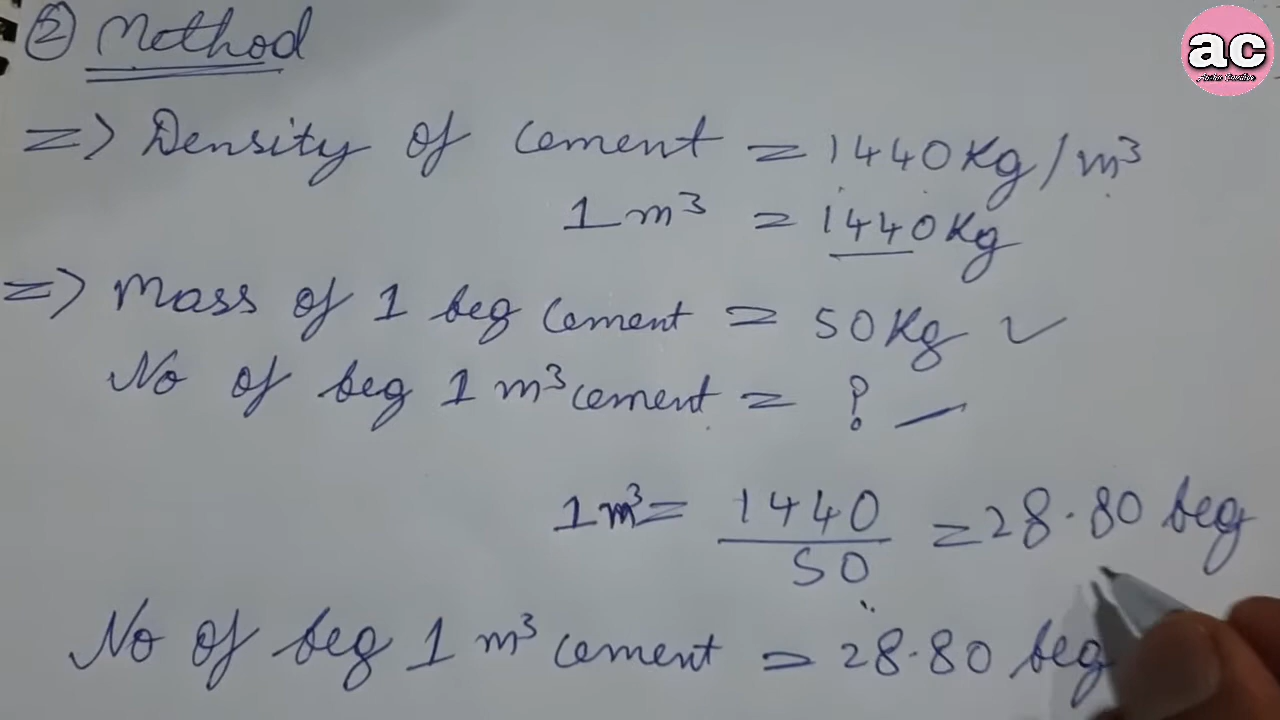 ② Method
=> Density of cement = 1440 Kg/m³
1 m³ = 1440 Kg
=> Mass of 1 beg cement = 50 Kg ✓
No of beg 1 m³ cement = ? —
1 m³ = 1440 / 50 = 28.80 beg
No of beg 1 m³ cement = 28.80 beg
ac